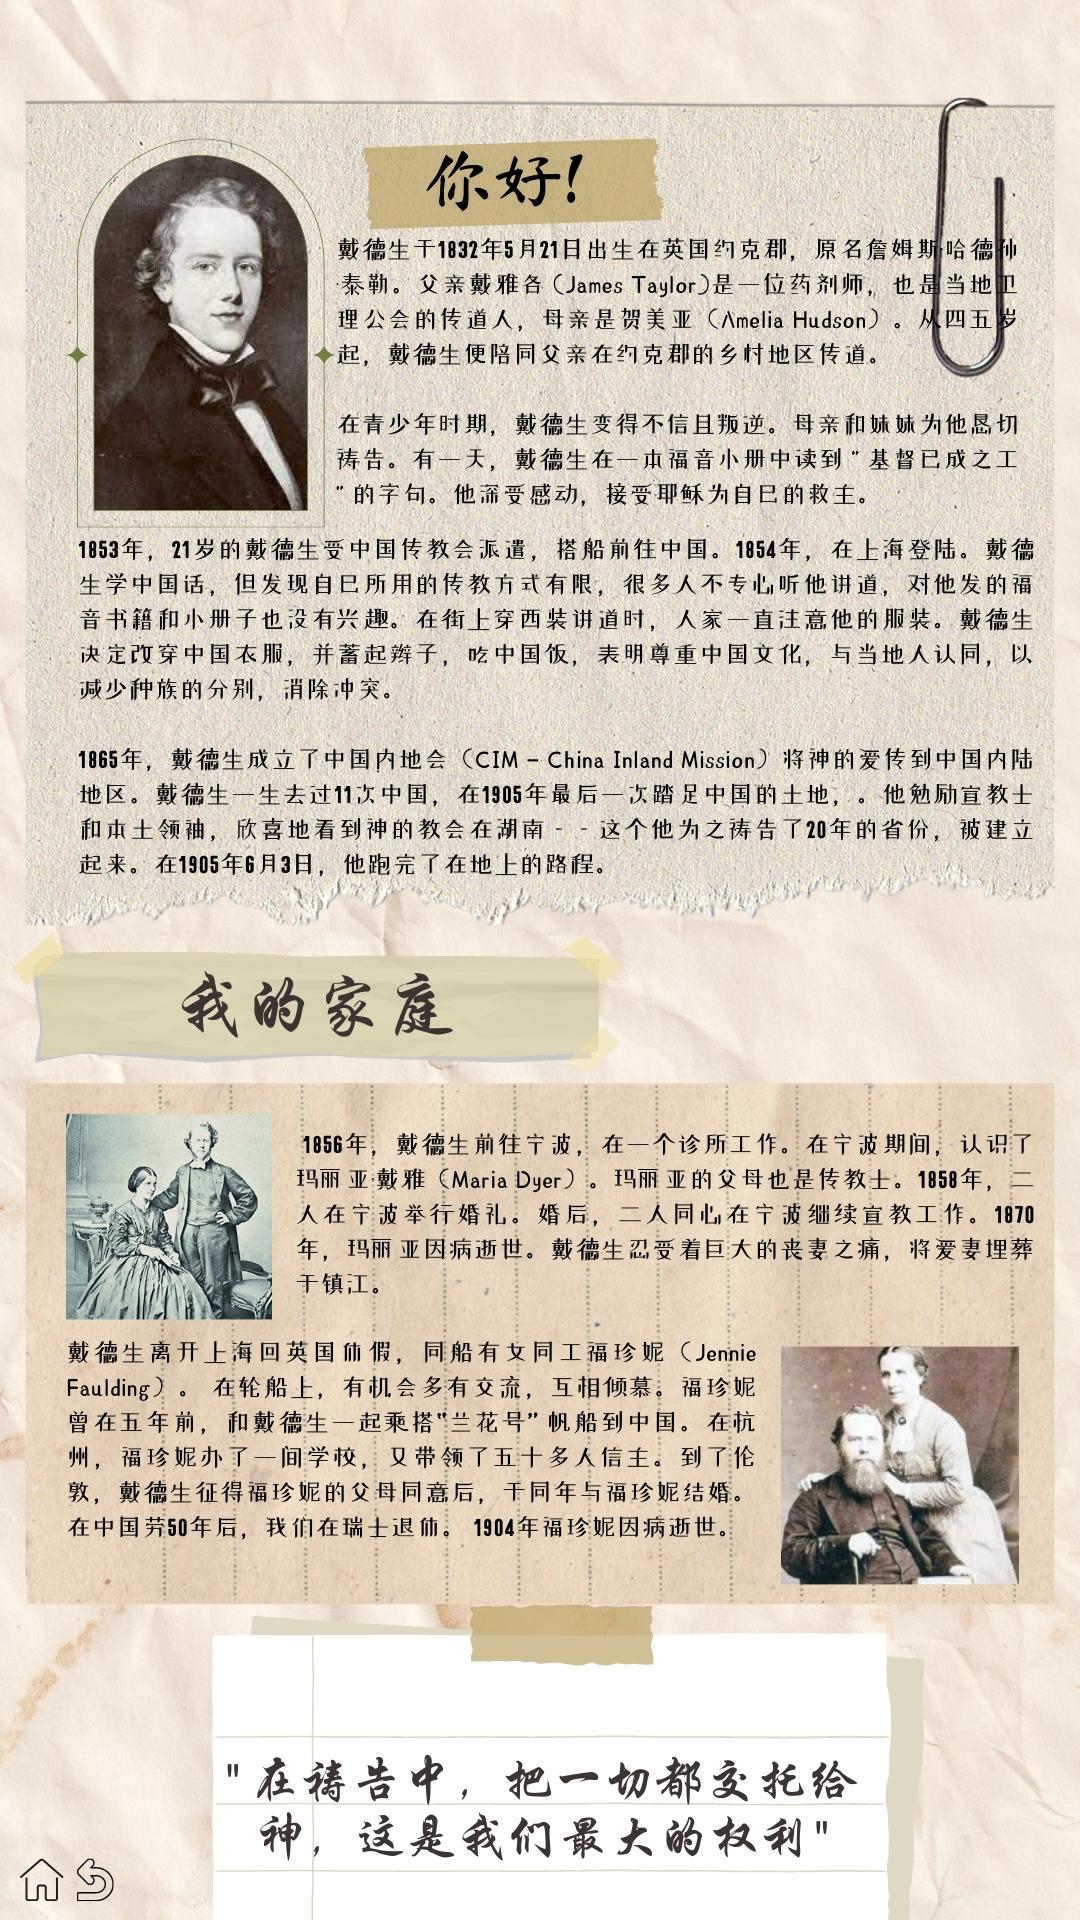 你好!
戴德生于1832年5月21日出生在英国约克郡，原名詹姆斯·哈德孙
·泰勒。父亲戴雅各（James Taylor)是一位药剂师，也是当地卫
理公会的传道人，母亲是贺美亚（Amelia Hudson）。从四五岁
起，戴德生便陪同父亲在约克郡的乡村地区传道。
在青少年时期，戴德生变得不信且叛逆。母亲和妹妹为他恳切
祷告。有一天，戴德生在一本福音小册中读到 " 基督已成之工
" 的字句。他深受感动，接受耶稣为自己的救主。
1853年，21岁的戴德生受中国传教会派遣，搭船前往中国。1854年，在上海登陆。戴德
生学中国话，但发现自己所用的传教方式有限，很多人不专心听他讲道，对他发的福
音书籍和小册子也没有兴趣。在街上穿西装讲道时，人家一直注意他的服装。戴德生
决定改穿中国衣服，并蓄起辫子，吃中国饭，表明尊重中国文化，与当地人认同，以
减少种族的分别，消除冲突。
1865年，戴德生成立了中国内地会（CIM – China Inland Mission）将神的爱传到中国内陆
地区。戴德生一生去过11次中国，在1905年最后一次踏足中国的土地，。他勉励宣教士
和本土领袖，欣喜地看到神的教会在湖南 - - 这个他为之祷告了20年的省份，被建立
起来。在1905年6月3日，他跑完了在地上的路程。
我的家庭
1856年，戴德生前往宁波，在一个诊所工作。在宁波期间，认识了
玛丽亚·戴雅（Maria Dyer）。玛丽亚的父母也是传教士。1858年，二
人在宁波举行婚礼。婚后，二人同心在宁波继续宣教工作。1870
年，玛丽亚因病逝世。戴德生忍受着巨大的丧妻之痛，将爱妻埋葬
于镇江。
戴德生离开上海回英国休假，同船有女同工福珍妮（Jennie
Faulding）。 在轮船上，有机会多有交流，互相倾慕。福珍妮
曾在五年前，和戴德生一起乘搭“兰花号” 帆船到中国。在杭
州，福珍妮办了一间学校，又带领了五十多人信主。到了伦
敦，戴德生征得福珍妮的父母同意后，于同年与福珍妮结婚。
在中国劳50年后，我们在瑞士退休。 1904年福珍妮因病逝世。
"在祷告中，把一切都交托给
神，这是我们最大的权利"